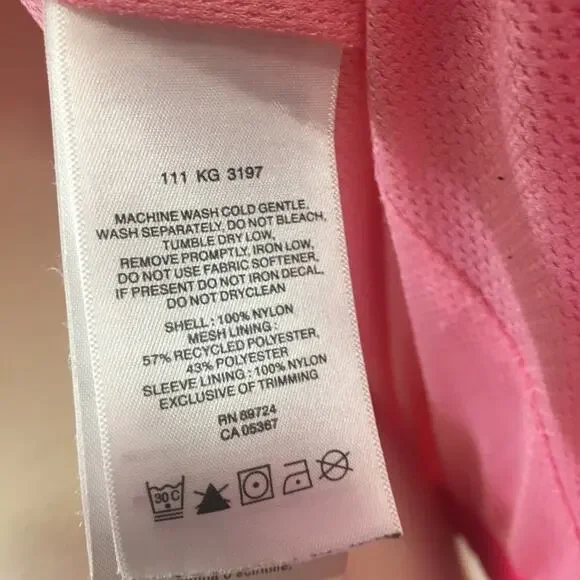 111 KG 3197
MACHINE WASH COLD GENTLE,
WASH SEPARATELY, DO NOT BLEACH,
TUMBLE DRY LOW,
REMOVE PROMPTLY, IRON LOW,
DO NOT USE FABRIC SOFTENER,
IF PRESENT DO NOT IRON DECAL,
DO NOT DRYCLEAN
SHELL : 100% NYLON
MESH LINING :
57% RECYCLED POLYESTER,
43% POLYESTER
SLEEVE LINING : 100% NYLON
EXCLUSIVE OF TRIMMING
RN 89724
CA 05367
30 C